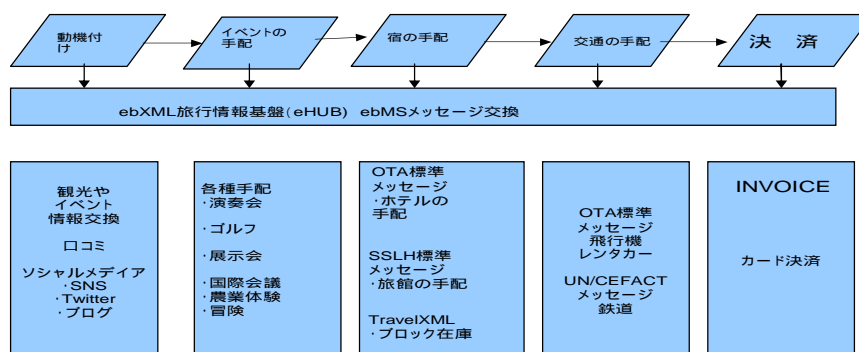 動機付
け
イベントの
手配
宿の手配
交通の手配
決 済
ebXML旅行情報基盤(eHUB) ebMSメッセージ交換
観光や
イベント
情報交換
口コミ
ソシャルメデイア
・SNS
・Twitter
・ブログ
各種手配
・演奏会
・ゴルフ
・展示会
・国際会議
・農業体験
・冒険
OTA標準
メッセージ
・ホテルの
手配
SSLH標準
メッセージ
・旅館の手配
TravelXML
・ブロック在庫
OTA標準
メッセージ
飛行機
レンタカー
UN/CEFACT
メッセージ
鉄道
INVOICE
カード決済